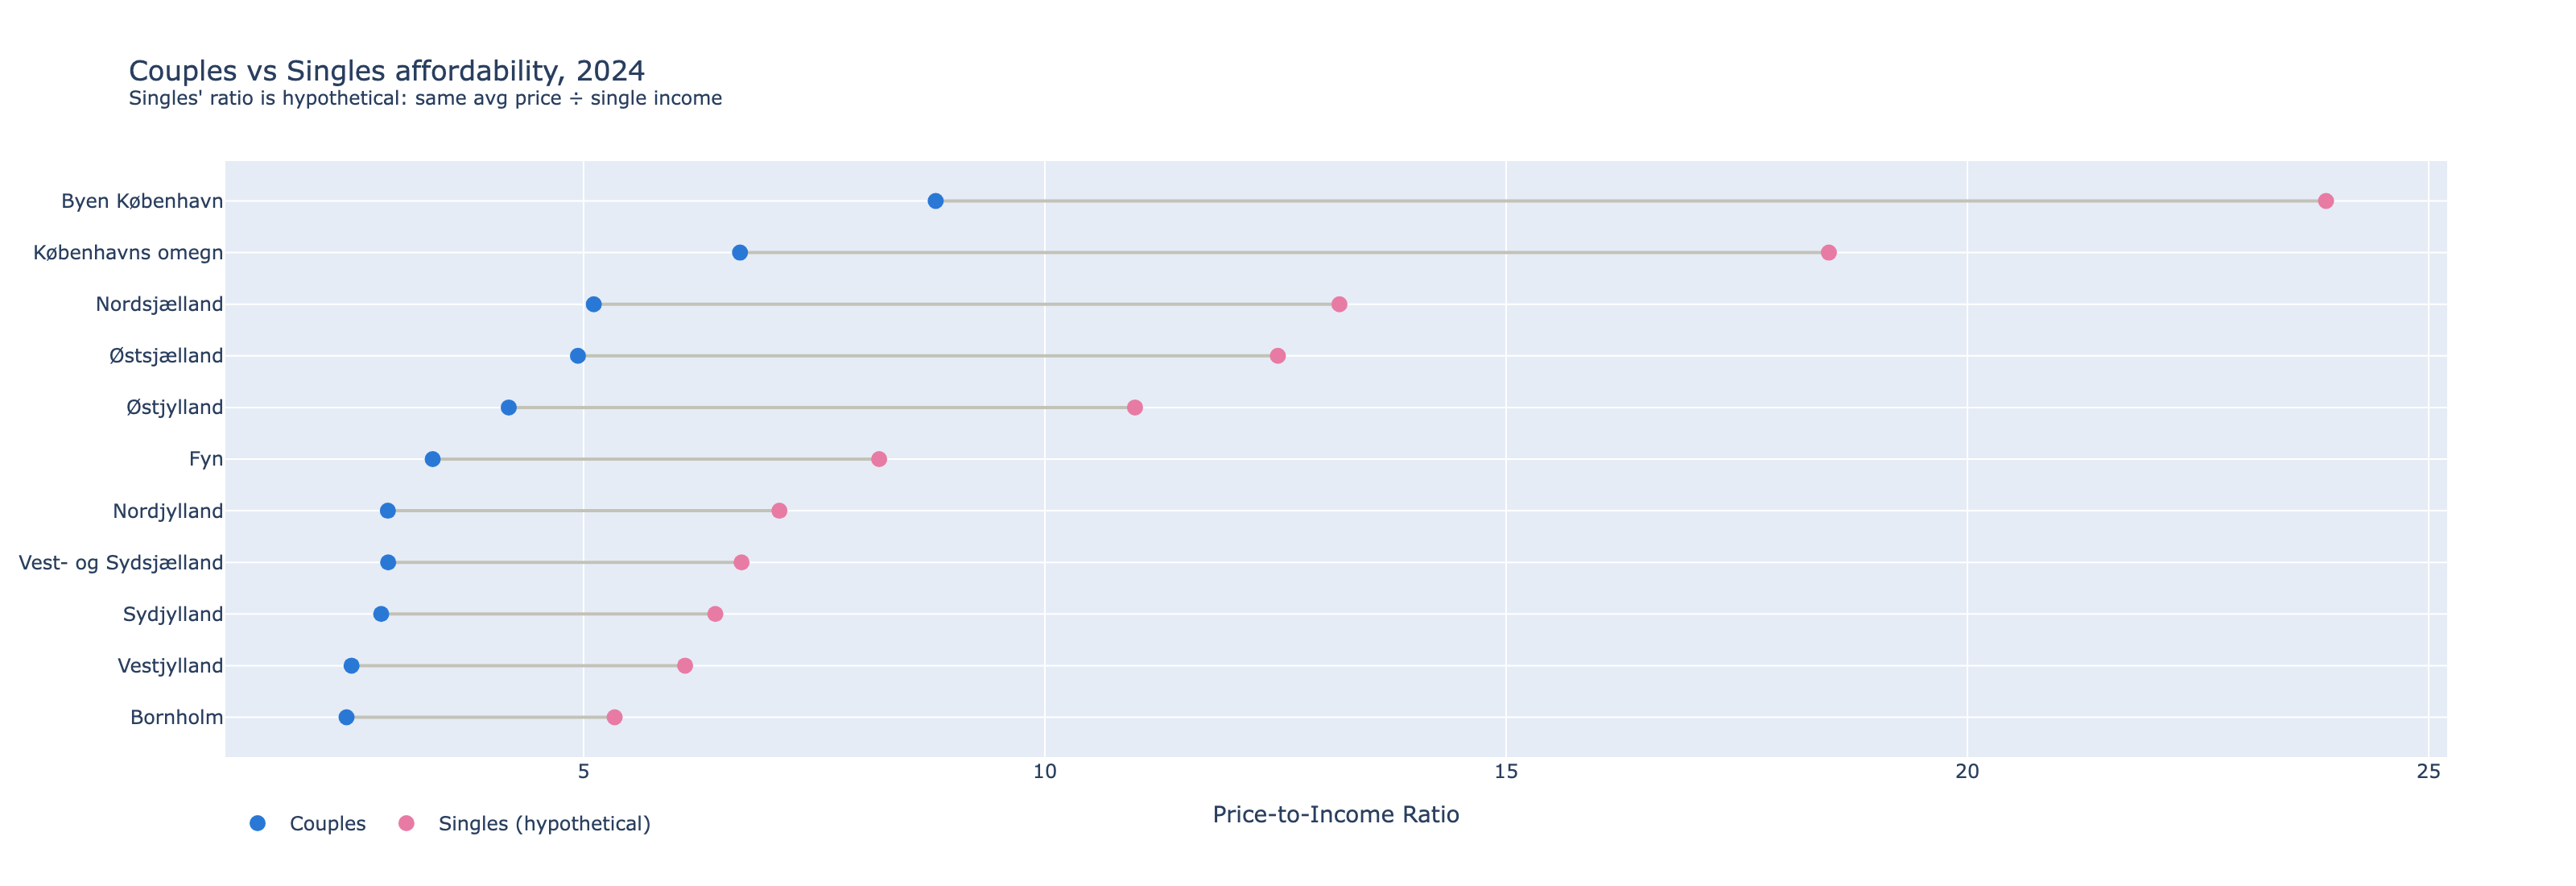 Couples vs Singles affordability, 2024
Singles' ratio is hypothetical: same avg price ÷ single income
Byen København
Københavns omegn
Nordsjælland
Østsjælland
Østjylland
Fyn
Nordjylland
Vest- og Sydsjælland
Sydjylland
Vestjylland
Bornholm
5 10 15 20 25
Price-to-Income Ratio
Couples Singles (hypothetical)